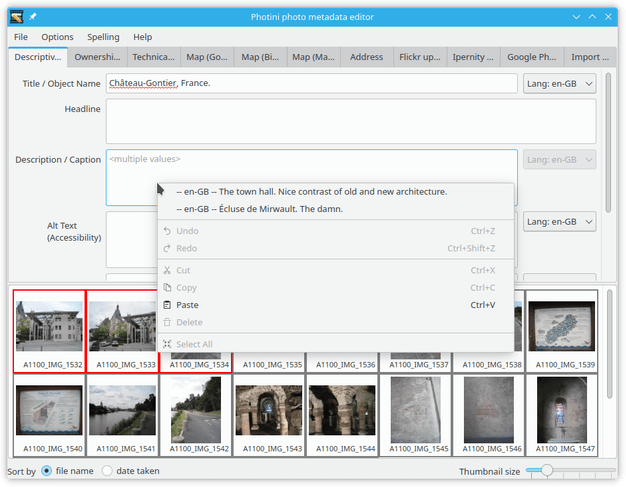 Photini photo metadata editor
File Options Spelling Help
Descriptiv... Ownershi... Technica... Map (Go... Map (Bi... Map (Ma... Address Flickr up... Ipernity ... Google Ph... Import ...
Title / Object Name Château-Gontier, France. Lang: en-GB
Headline
Description / Caption <multiple values> Lang: en-GB
-- en-GB -- The town hall. Nice contrast of old and new architecture.
-- en-GB -- Écluse de Mirwault. The damn.
Alt Text Lang: en-GB
(Accessibility)
Undo Ctrl+Z
Redo Ctrl+Shift+Z
Cut Ctrl+X
Copy Ctrl+C
Paste Ctrl+V
Delete
Select All
A1100_IMG_1532 A1100_IMG_1533 A1100_IMG_1534 A1100_IMG_1535 A1100_IMG_1536 A1100_IMG_1537 A1100_IMG_1538 A1100_IMG_1539
A1100_IMG_1540 A1100_IMG_1541 A1100_IMG_1542 A1100_IMG_1543 A1100_IMG_1544 A1100_IMG_1545 A1100_IMG_1546 A1100_IMG_1547
Sort by file name date taken Thumbnail size